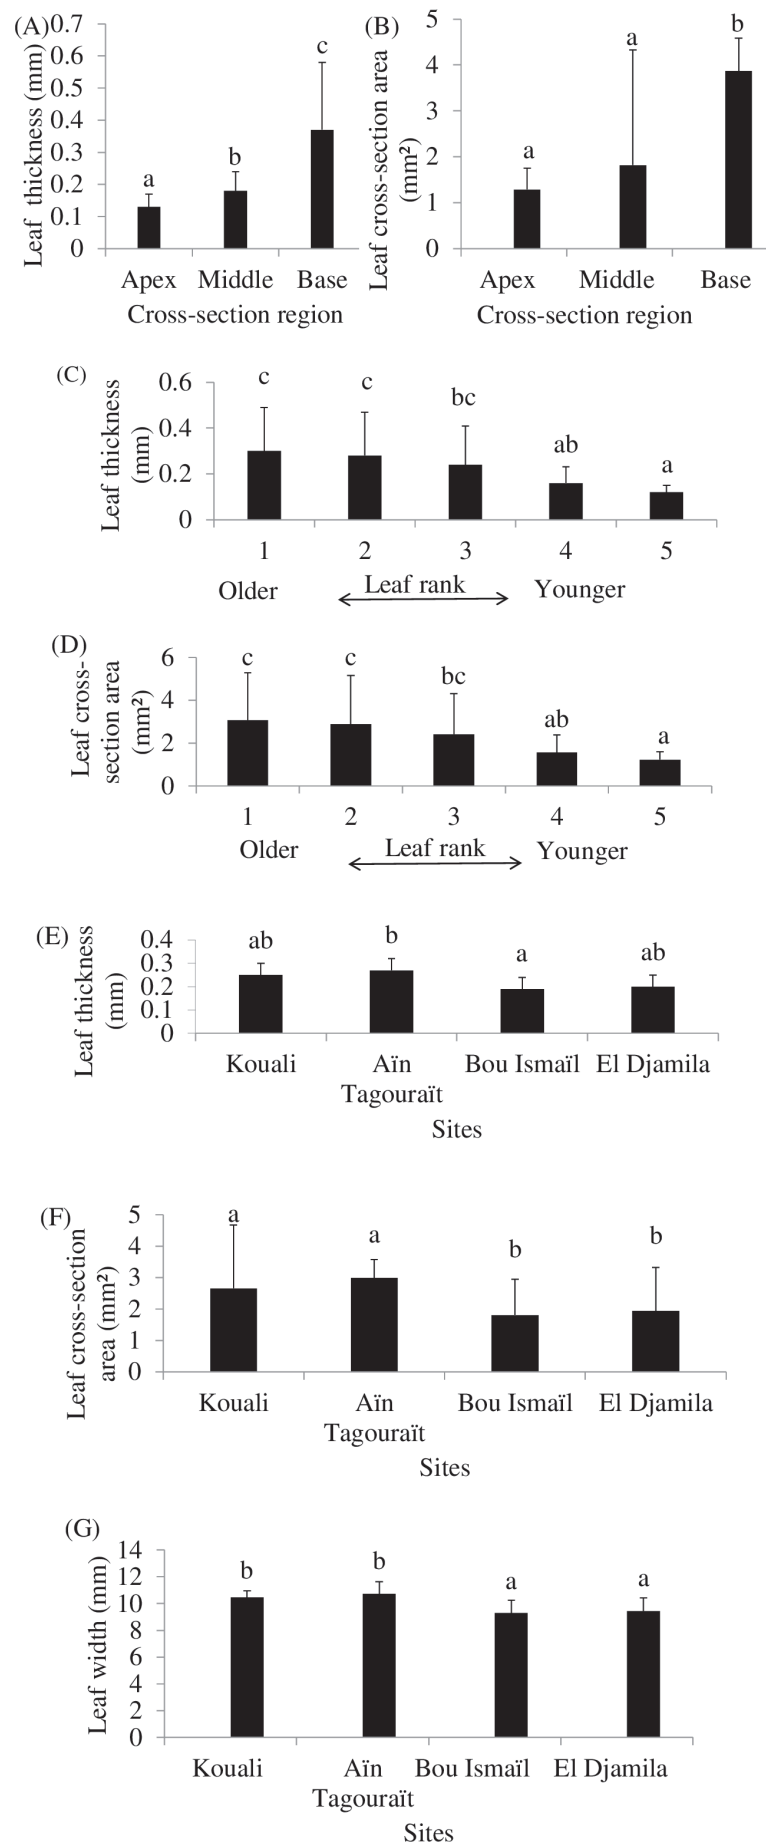 (A)
0.7
0.6
0.5
0.4
0.3
0.2
0.1
0
Leaf thickness (mm)
a
b
c
Apex Middle Base
Cross-section region
(B)
5
4
3
2
1
0
Leaf cross-section area
(mm²)
a
a
b
Apex Middle Base
Cross-section region
(C)
0.6
0.4
0.2
0
Leaf thickness
(mm)
c
c
bc
ab
a
1 2 3 4 5
Older Leaf rank Younger
(D)
6
4
2
0
Leaf cross-
section area
(mm²)
c
c
bc
ab
a
1 2 3 4 5
Older Leaf rank Younger
(E)
0.4
0.3
0.2
0.1
0
Leaf thickness
(mm)
ab
b
a
ab
Kouali Aïn Bou Ismaïl El Djamila
Tagouraït
Sites
(F)
5
4
3
2
1
0
Leaf cross-section
area (mm²)
a
a
b
b
Kouali Aïn Bou Ismaïl El Djamila
Tagouraït
Sites
(G)
14
12
10
8
6
4
2
0
Leaf width (mm)
b
b
a
a
Kouali Aïn Bou Ismaïl El Djamila
Tagouraït
Sites